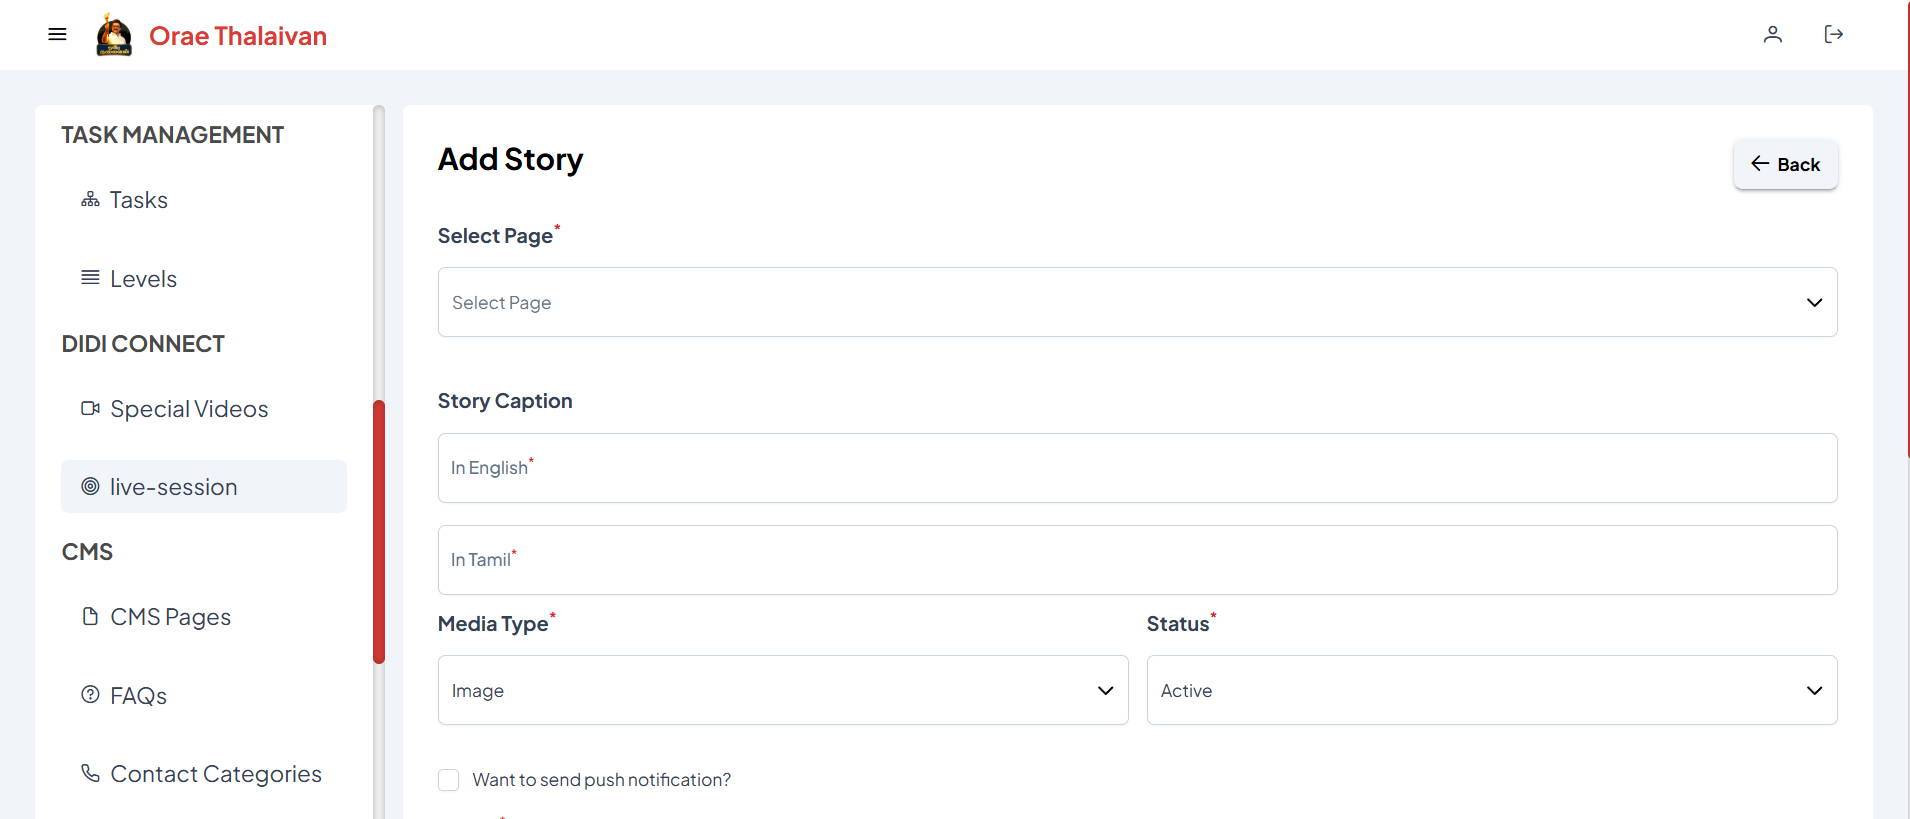 Orae Thalaivan
TASK MANAGEMENT
Tasks
Levels
DIDI CONNECT
Special Videos
live-session
CMS
CMS Pages
FAQs
Contact Categories
Add Story
Back
Select Page*
Select Page
Story Caption
In English*
In Tamil*
Media Type*
Image
Status*
Active
Want to send push notification?
*